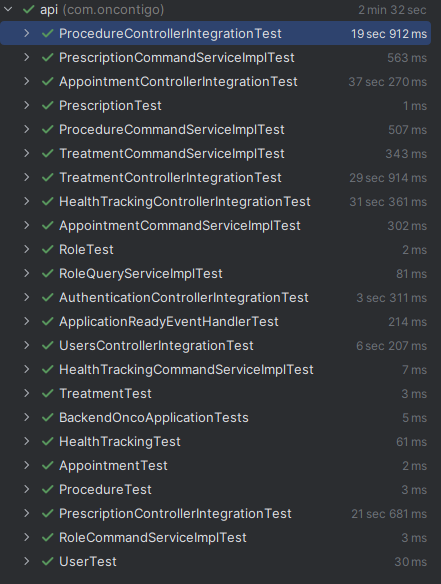 api (com.oncontigo) 2 min 32 sec
ProcedureControllerIntegrationTest 19 sec 912 ms
PrescriptionCommandServiceImplTest 563 ms
AppointmentControllerIntegrationTest 37 sec 270 ms
PrescriptionTest 1 ms
ProcedureCommandServiceImplTest 507 ms
TreatmentCommandServiceImplTest 343 ms
TreatmentControllerIntegrationTest 29 sec 914 ms
HealthTrackingControllerIntegrationTest 31 sec 361 ms
AppointmentCommandServiceImplTest 302 ms
RoleTest 2 ms
RoleQueryServiceImplTest 81 ms
AuthenticationControllerIntegrationTest 3 sec 311 ms
ApplicationReadyEventHandlerTest 214 ms
UsersControllerIntegrationTest 6 sec 207 ms
HealthTrackingCommandServiceImplTest 7 ms
TreatmentTest 3 ms
BackendOncoApplicationTests 5 ms
HealthTrackingTest 61 ms
AppointmentTest 2 ms
ProcedureTest 3 ms
PrescriptionControllerIntegrationTest 21 sec 681 ms
RoleCommandServiceImplTest 3 ms
UserTest 30 ms